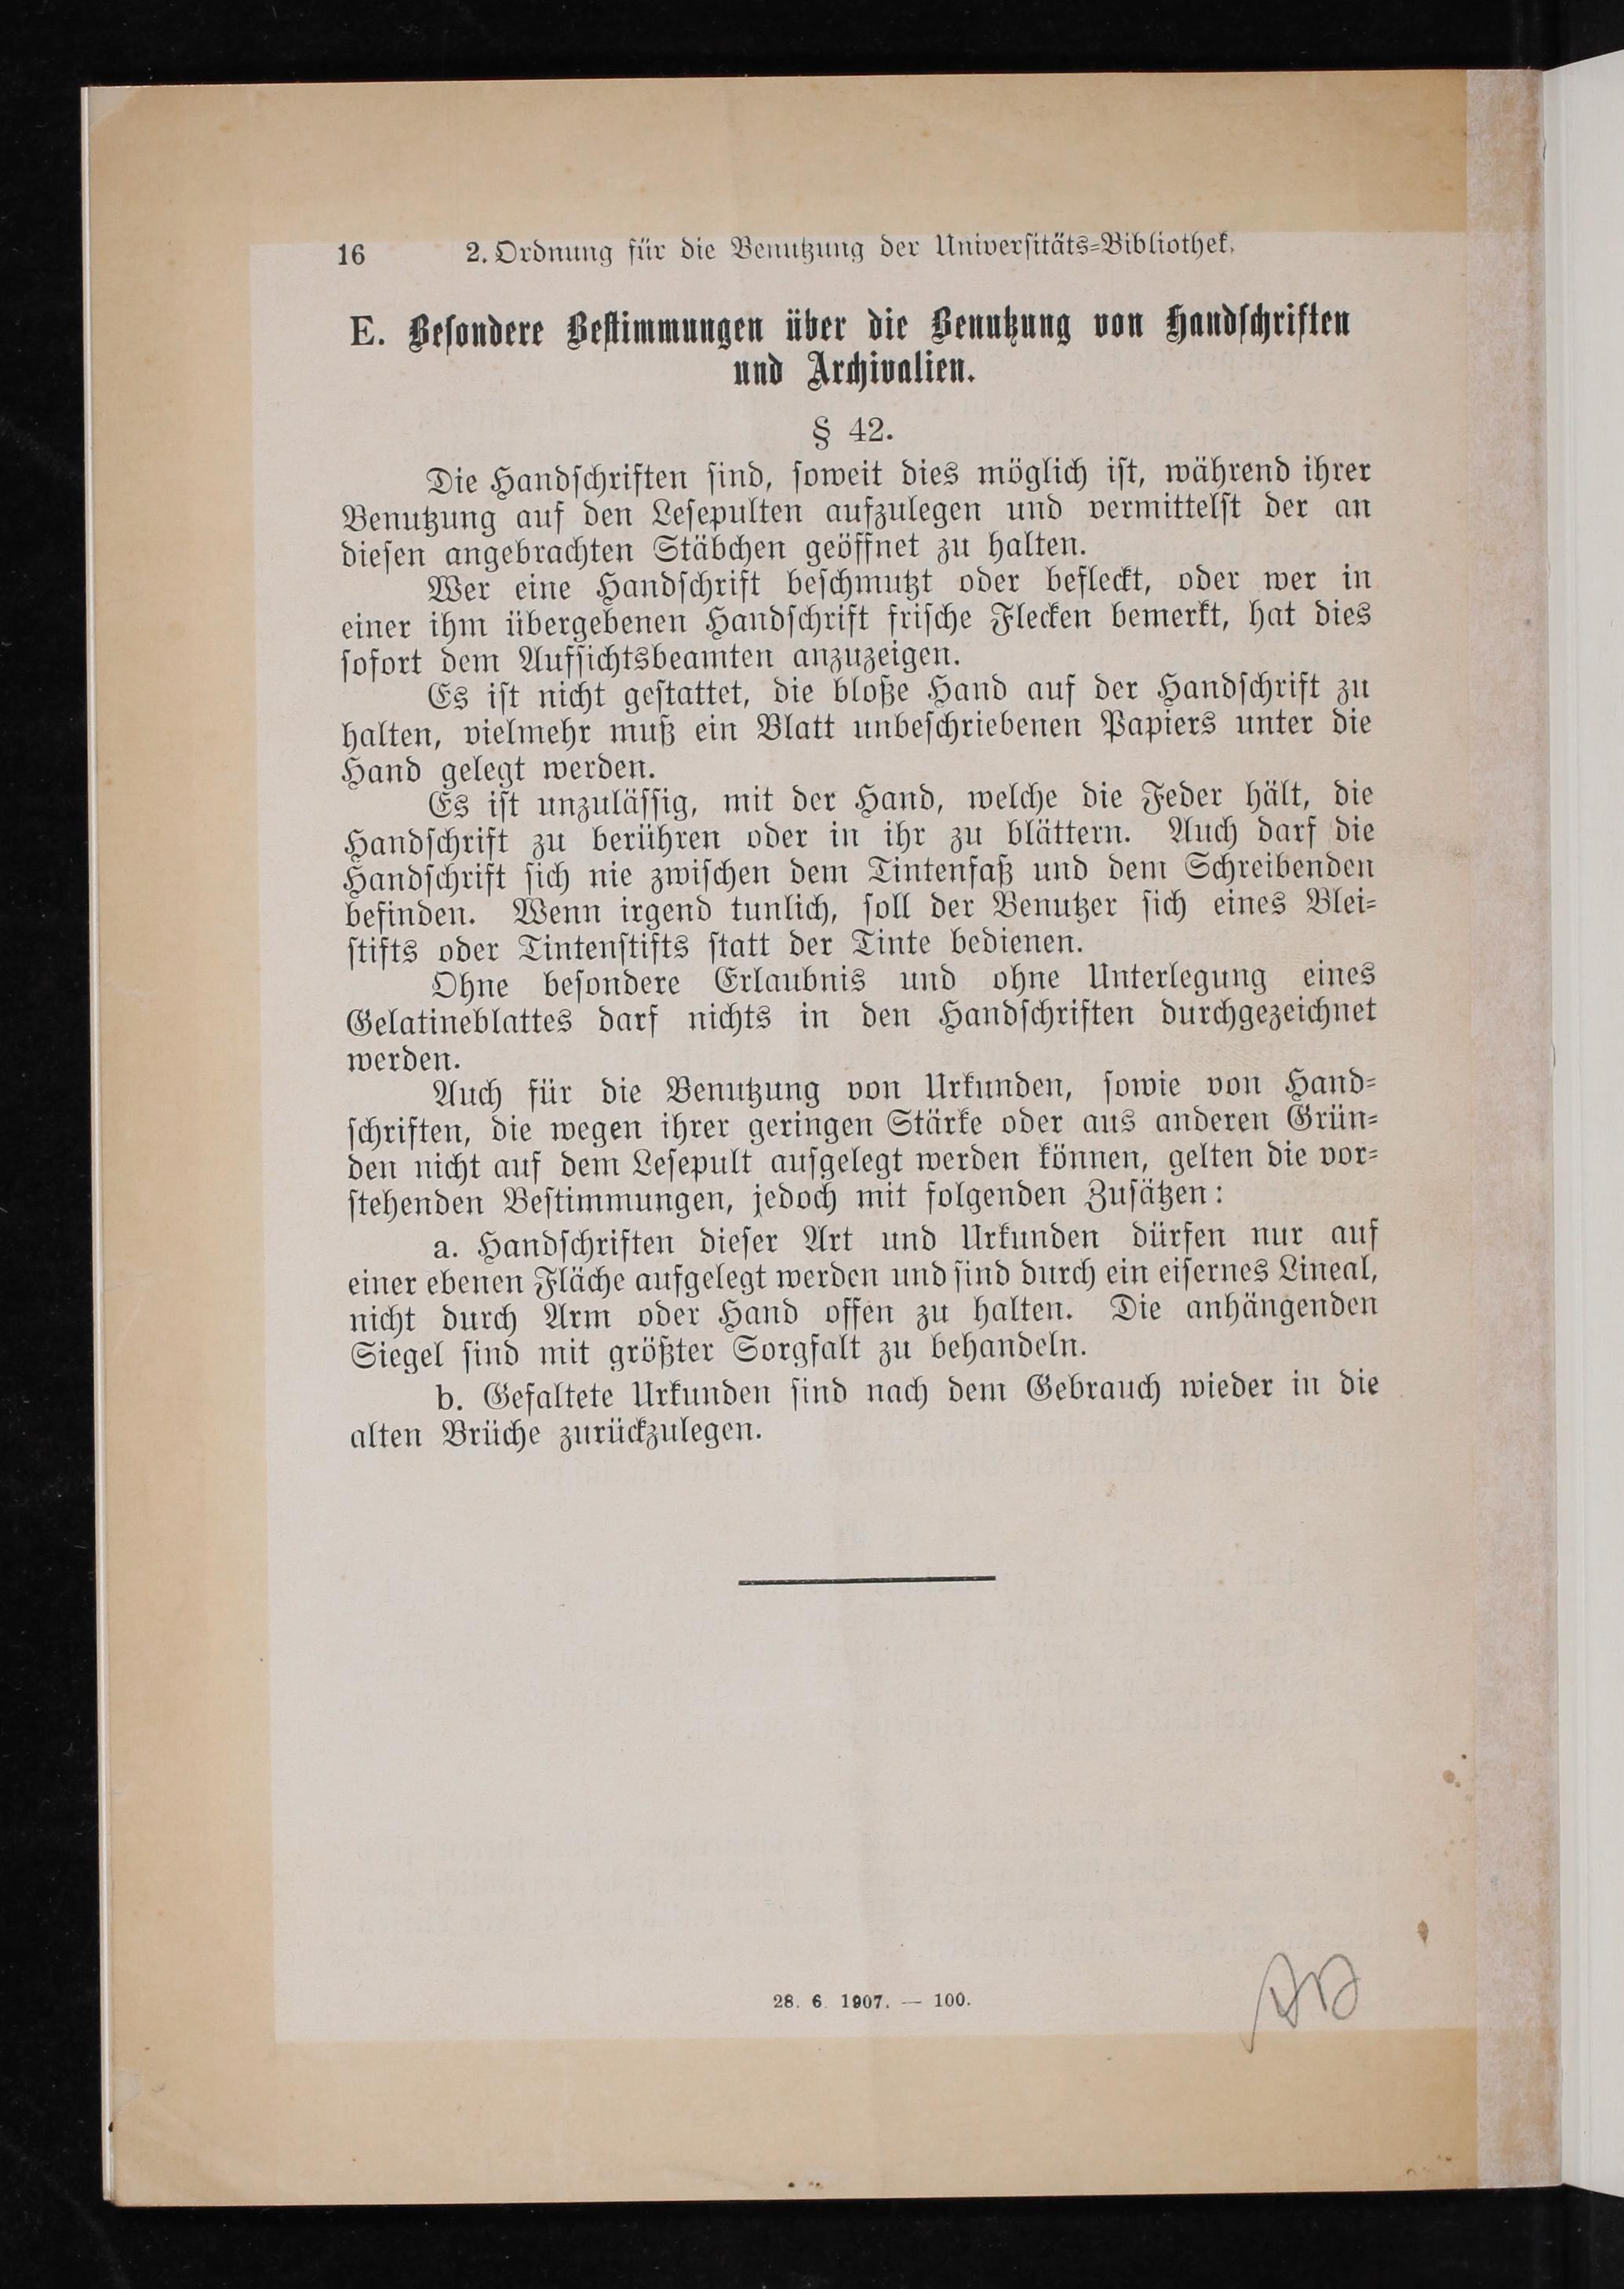 16 2. Ordnung für die Benutzung der Universitäts-Bibliothek.
E. Besondere Bestimmungen über die Benutzung von Handschriften
und Archivalien.
§ 42.
Die Handschriften sind, soweit dies möglich ist, während ihrer
Benutzung auf den Lesepulten aufzulegen und vermittelst der an
diesen angebrachten Stäbchen geöffnet zu halten.
Wer eine Handschrift beschmutzt oder befleckt, oder wer in
einer ihm übergebenen Handschrift frische Flecken bemerkt, hat dies
sofort dem Aufsichtsbeamten anzuzeigen.
Es ist nicht gestattet, die bloße Hand auf der Handschrift zu
halten, vielmehr muß ein Blatt unbeschriebenen Papiers unter die
Hand gelegt werden.
Es ist unzulässig, mit der Hand, welche die Feder hält, die
Handschrift zu berühren oder in ihr zu blättern. Auch darf die
Handschrift sich nie zwischen dem Tintenfaß und dem Schreibenden
befinden. Wenn irgend tunlich, soll der Benutzer sich eines Blei-
stifts oder Tintenstifts statt der Tinte bedienen.
Ohne besondere Erlaubnis und ohne Unterlegung eines
Gelatineblattes darf nichts in den Handschriften durchgezeichnet
werden.
Auch für die Benutzung von Urkunden, sowie von Hand-
schriften, die wegen ihrer geringen Stärke oder aus anderen Grün-
den nicht auf dem Lesepult aufgelegt werden können, gelten die vor-
stehenden Bestimmungen, jedoch mit folgenden Zusätzen:
a. Handschriften dieser Art und Urkunden dürfen nur auf
einer ebenen Fläche aufgelegt werden und sind durch ein eisernes Lineal,
nicht durch Arm oder Hand offen zu halten. Die anhängenden
Siegel sind mit größter Sorgfalt zu behandeln.
b. Gefaltete Urkunden sind nach dem Gebrauch wieder in die
alten Brüche zurückzulegen.
28. 6. 1907. — 100.